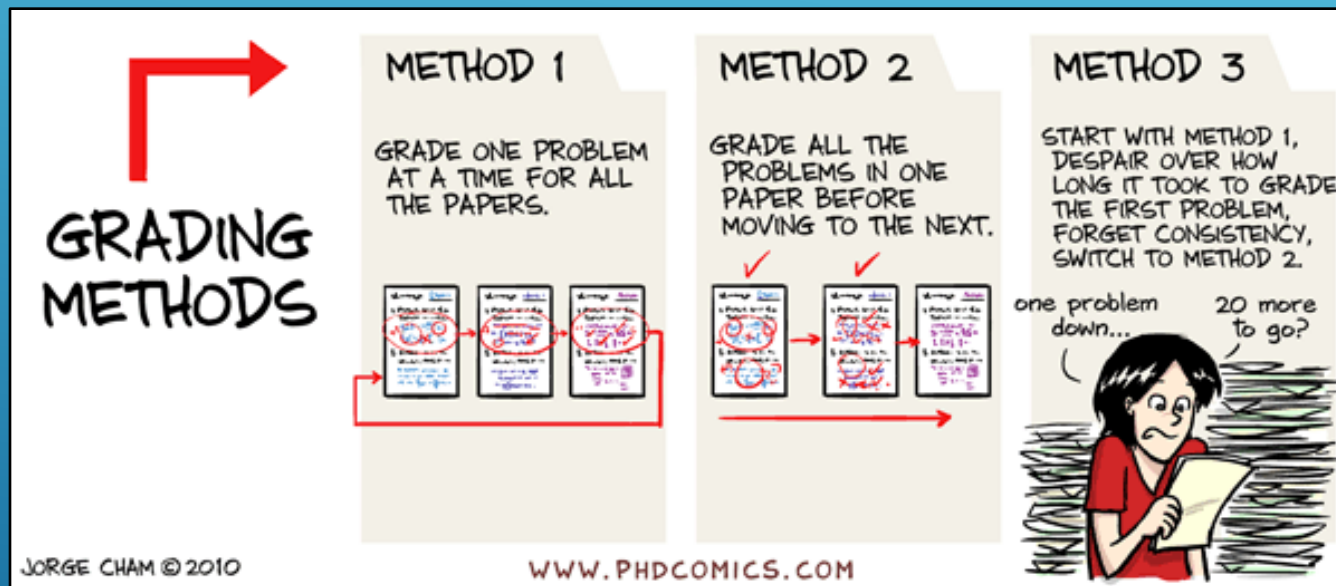 GRADING
METHODS
METHOD 1
GRADE ONE PROBLEM
AT A TIME FOR ALL
THE PAPERS.
METHOD 2
GRADE ALL THE
PROBLEMS IN ONE
PAPER BEFORE
MOVING TO THE NEXT.
METHOD 3
START WITH METHOD 1,
DESPAIR OVER HOW
LONG IT TOOK TO GRADE
THE FIRST PROBLEM,
FORGET CONSISTENCY,
SWITCH TO METHOD 2.
one problem
down...
20 more
to go?
JORGE CHAM © 2010
WWW.PHDCOMICS.COM